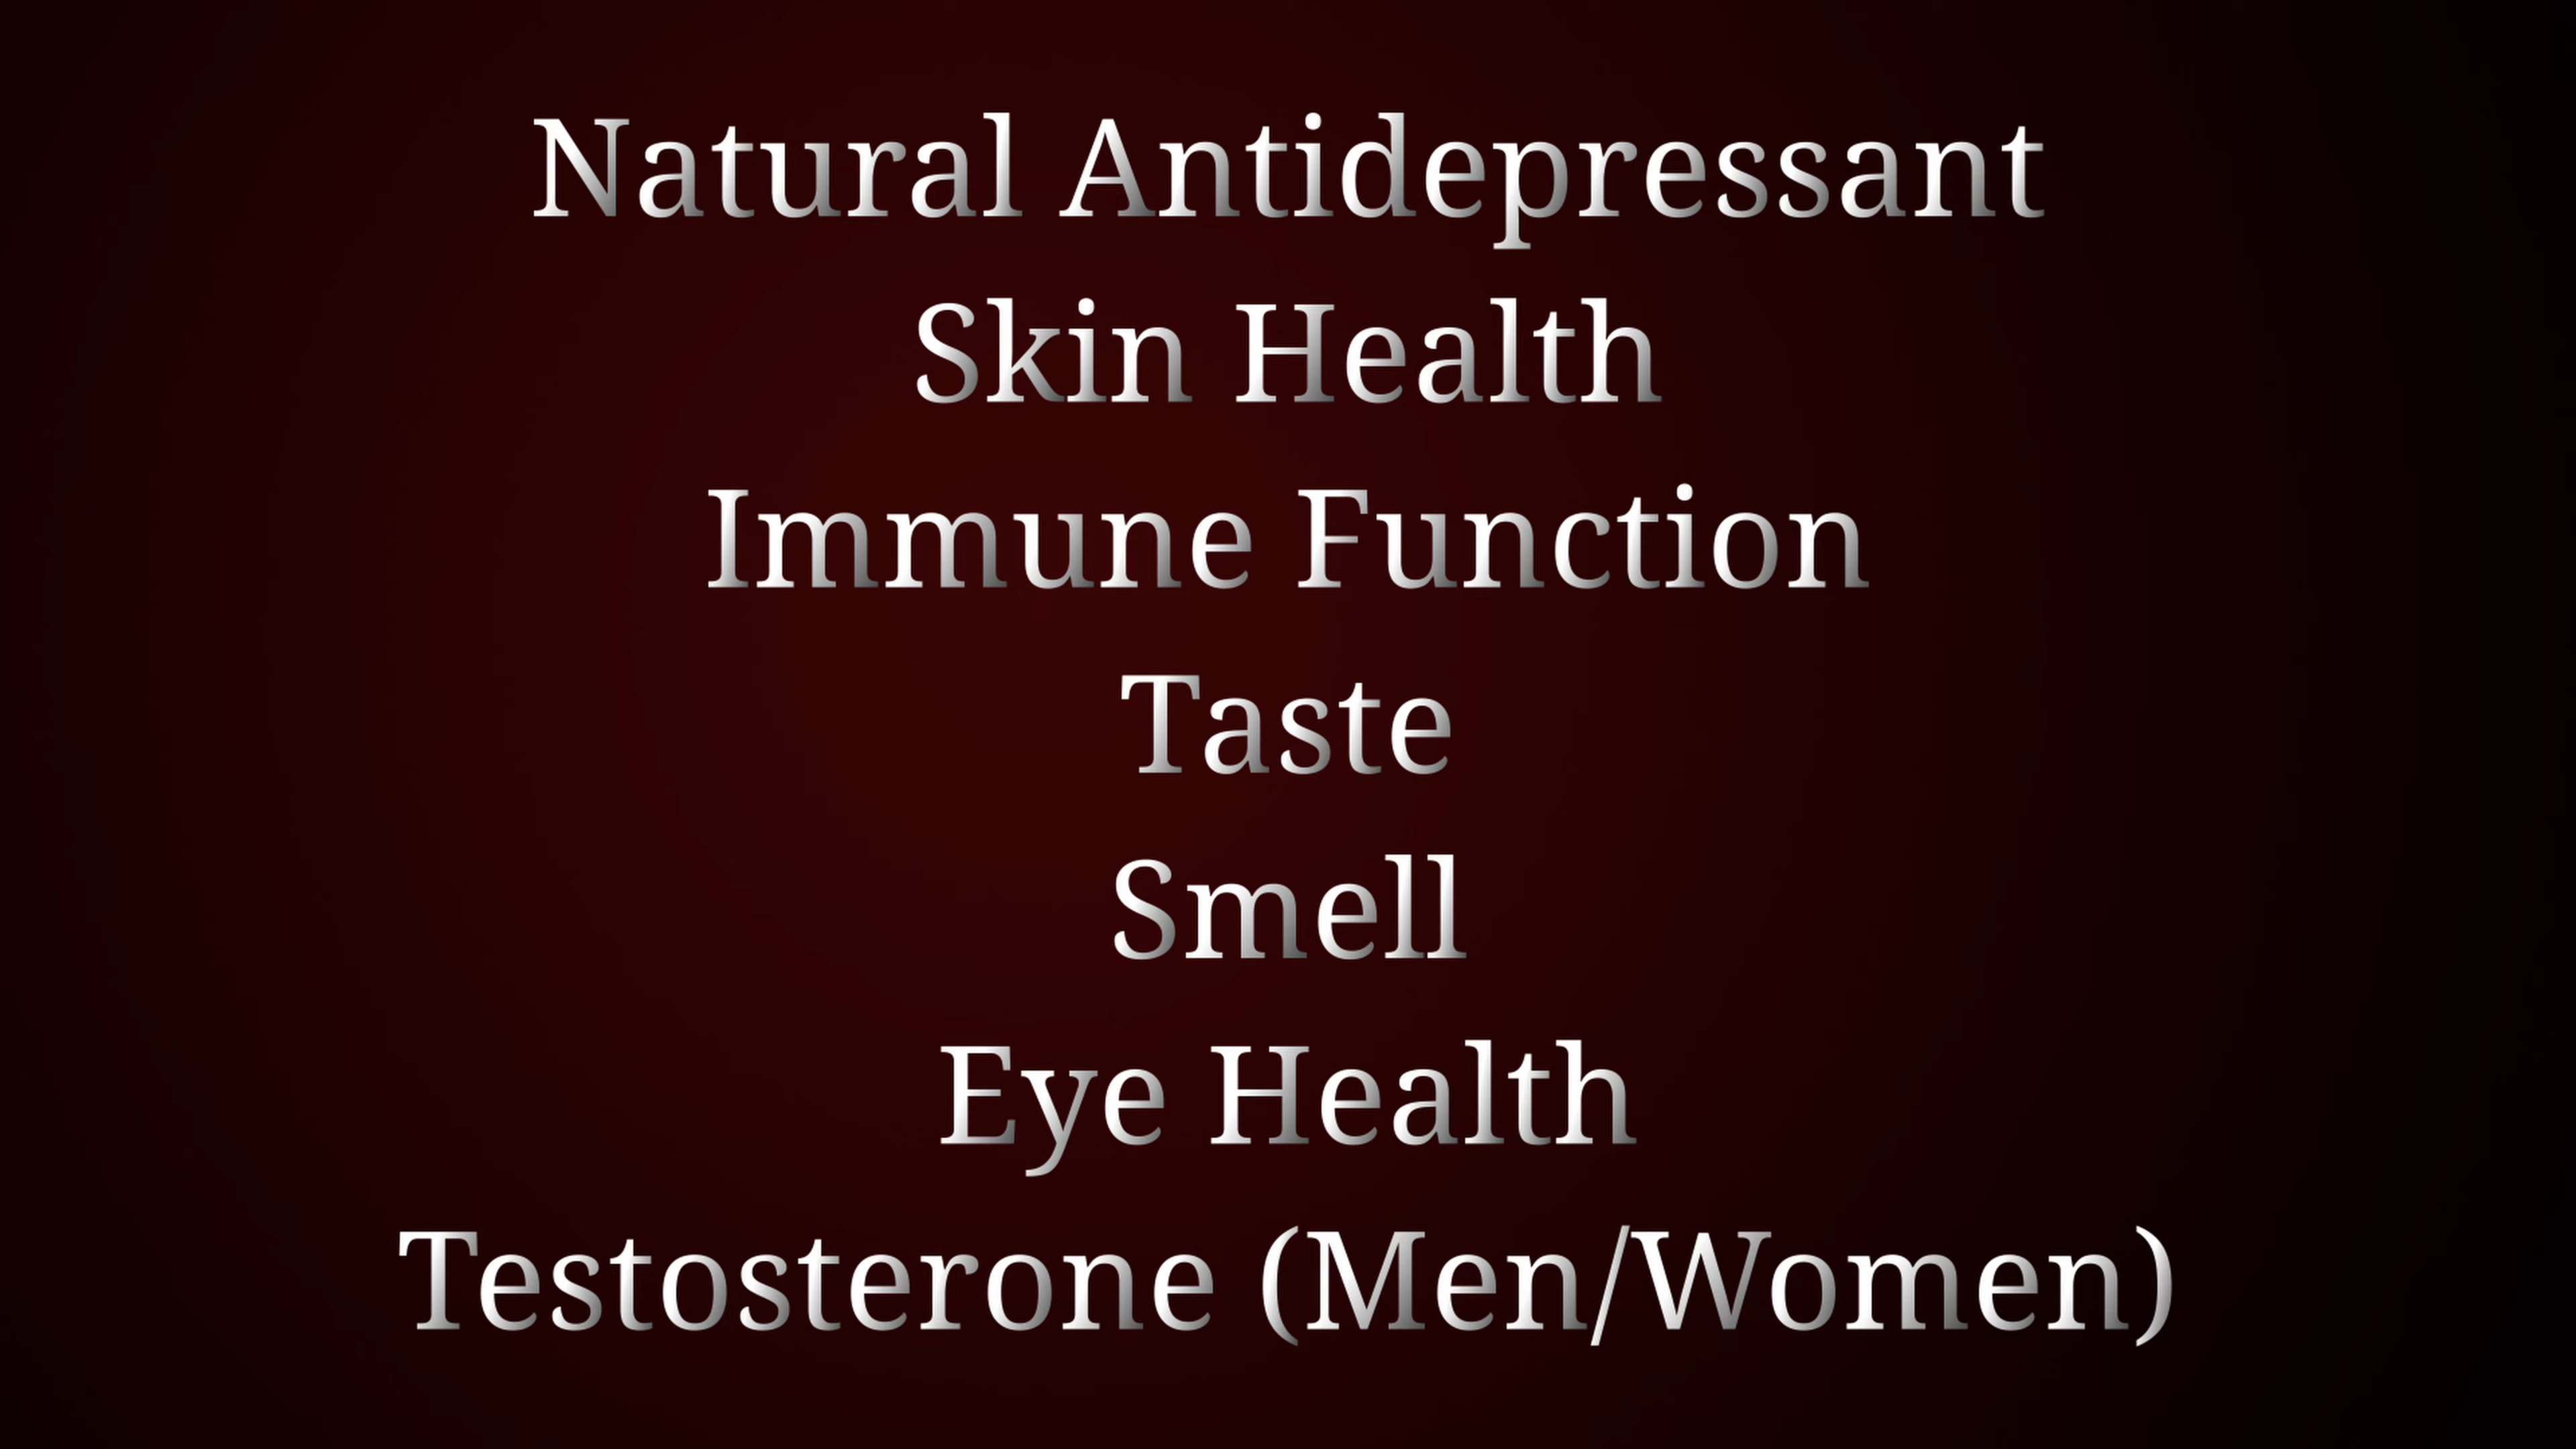 Natural Antidepressant
Skin Health
Immune Function
Taste
Smell
Eye Health
Testosterone (Men/Women)